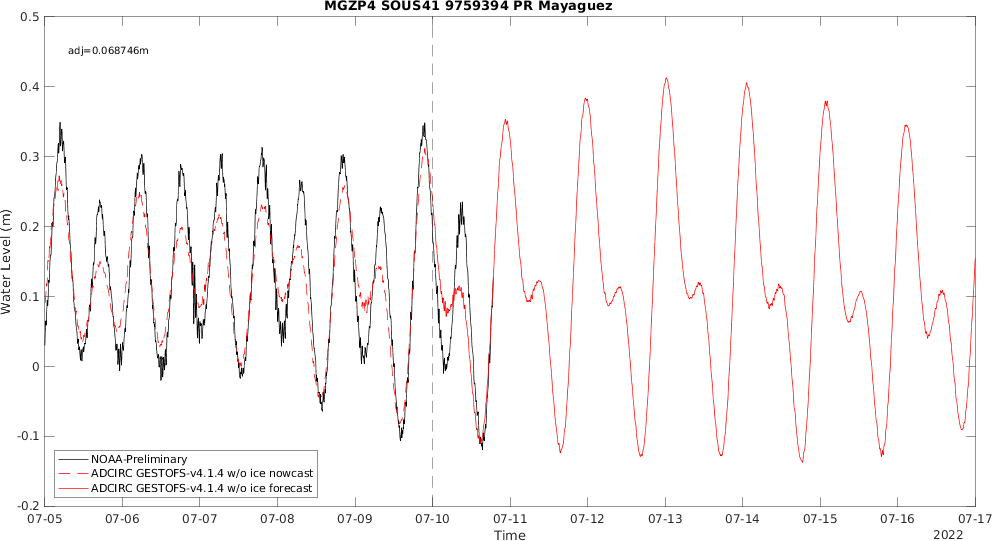 MGZP4 SOUS41 9759394 PR Mayaguez
adj=0.068746m
Water Level (m)
0.5
0.4
0.3
0.2
0.1
0
-0.1
-0.2
NOAA-Preliminary
ADCIRC GESTOFS-v4.1.4 w/o ice nowcast
ADCIRC GESTOFS-v4.1.4 w/o ice forecast
07-05 07-06 07-07 07-08 07-09 07-10 07-11 07-12 07-13 07-14 07-15 07-16 07-17
Time
2022